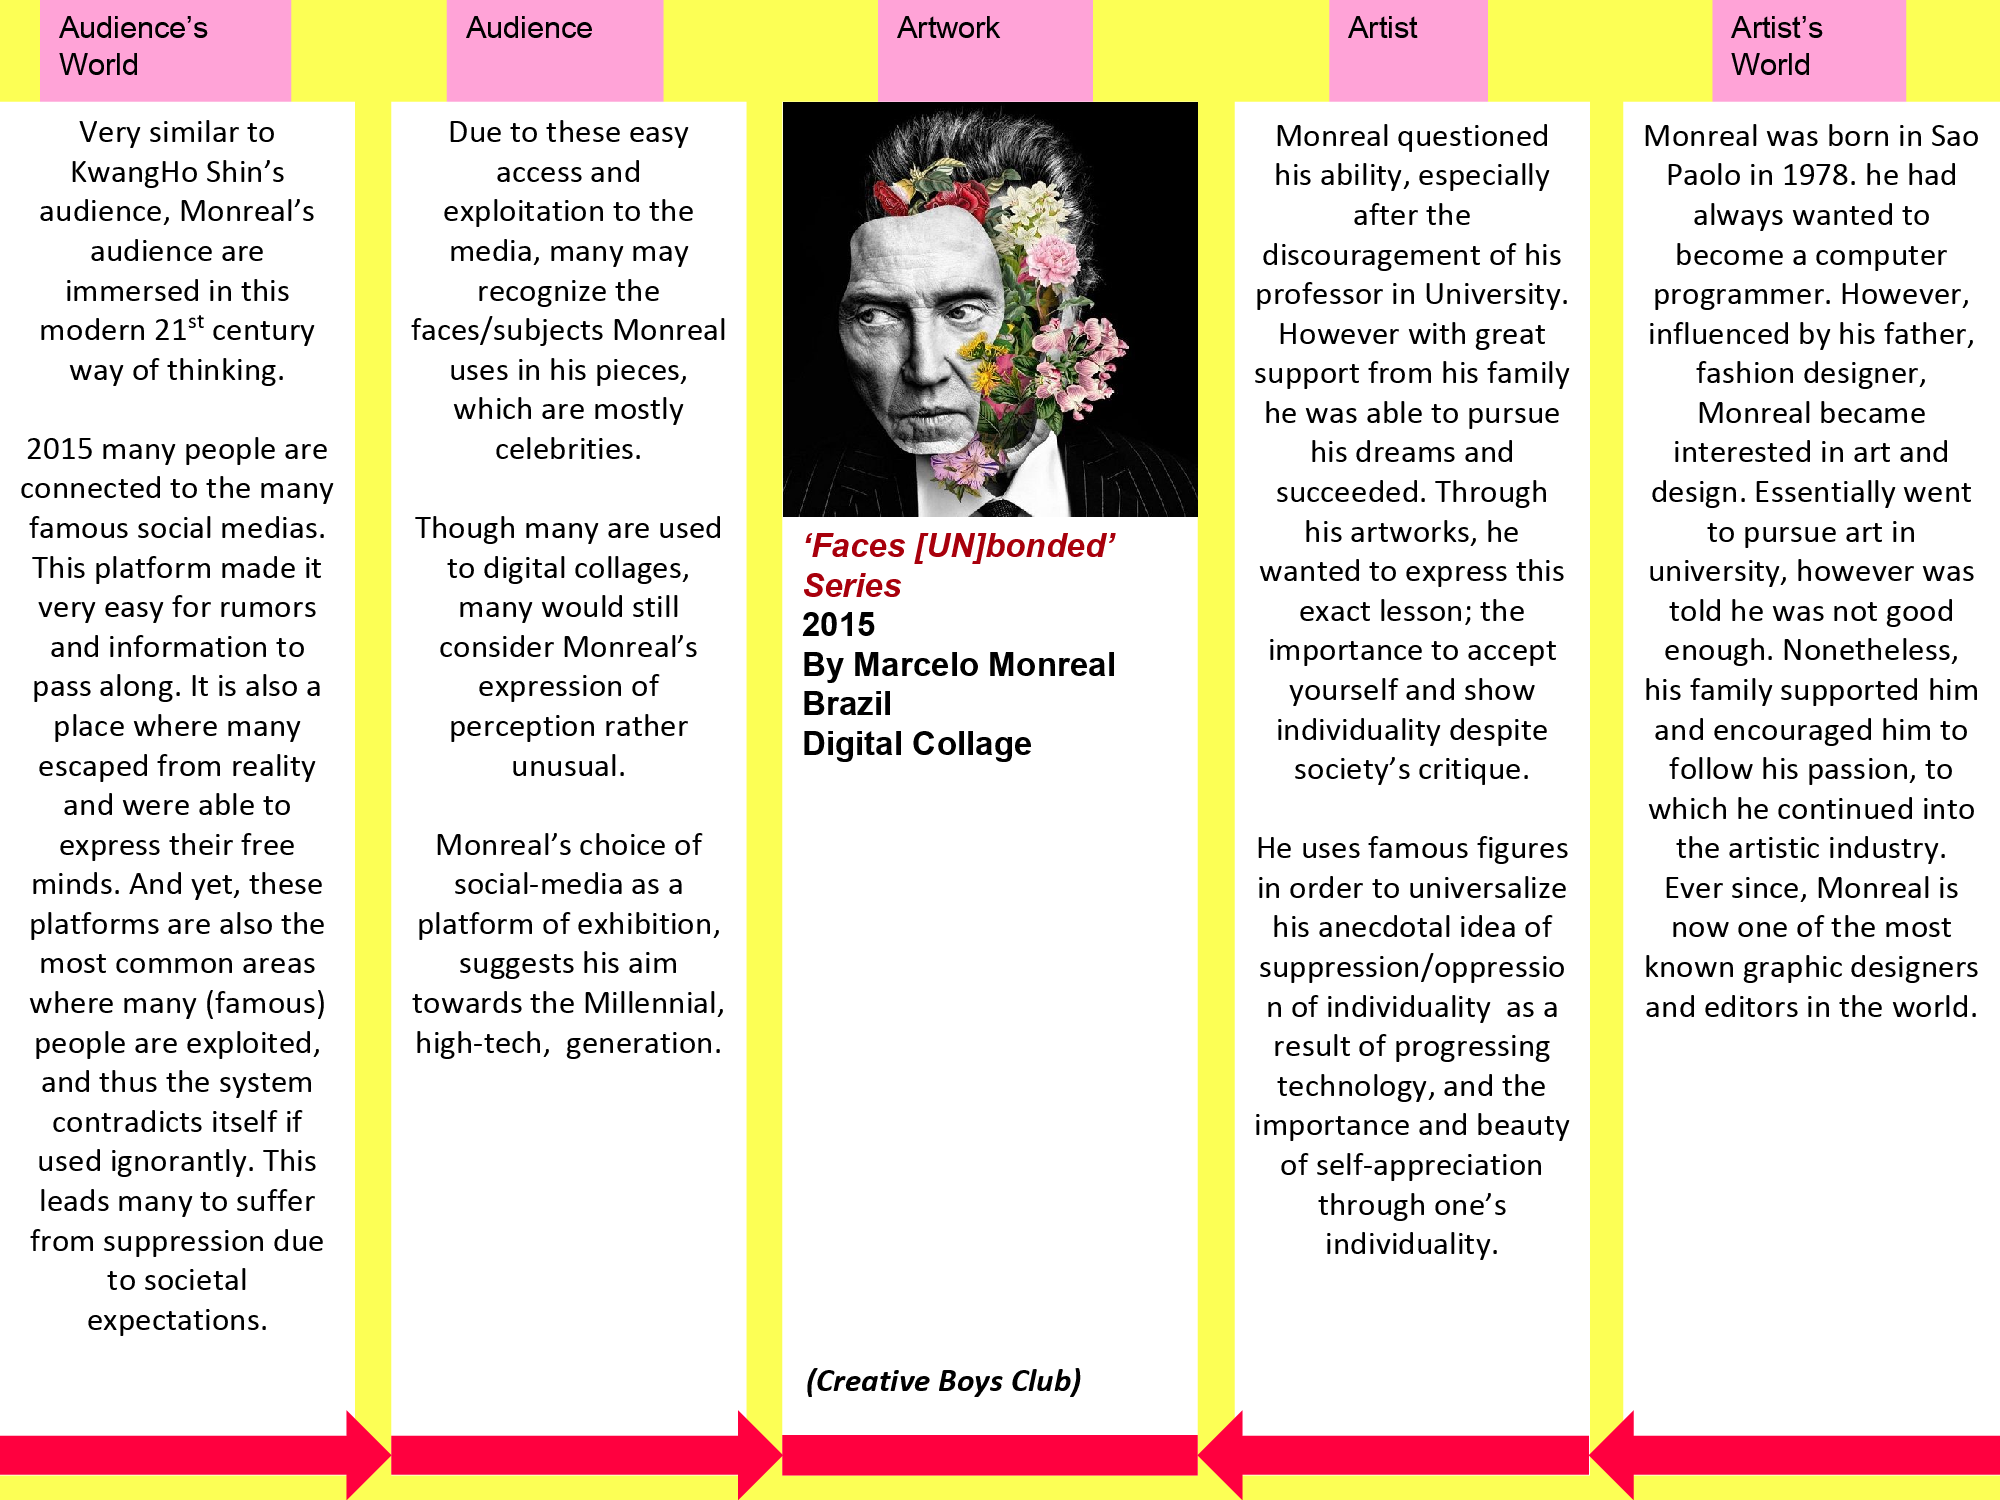 Audience’s
World
Very similar to
KwangHo Shin’s
audience, Monreal’s
audience are
immersed in this
modern 21st century
way of thinking.
2015 many people are
connected to the many
famous social medias.
This platform made it
very easy for rumors
and information to
pass along. It is also a
place where many
escaped from reality
and were able to
express their free
minds. And yet, these
platforms are also the
most common areas
where many (famous)
people are exploited,
and thus the system
contradicts itself if
used ignorantly. This
leads many to suffer
from suppression due
to societal
expectations.
Audience
Due to these easy
access and
exploitation to the
media, many may
recognize the
faces/subjects Monreal
uses in his pieces,
which are mostly
celebrities.
Though many are used
to digital collages,
many would still
consider Monreal’s
expression of
perception rather
unusual.
Monreal’s choice of
social-media as a
platform of exhibition,
suggests his aim
towards the Millennial,
high-tech,  generation.
Artwork
‘Faces [UN]bonded’
Series
2015
By Marcelo Monreal
Brazil
Digital Collage
(Creative Boys Club)
Artist
Monreal questioned
his ability, especially
after the
discouragement of his
professor in University.
However with great
support from his family
he was able to pursue
his dreams and
succeeded. Through
his artworks, he
wanted to express this
exact lesson; the
importance to accept
yourself and show
individuality despite
society’s critique.
He uses famous figures
in order to universalize
his anecdotal idea of
suppression/oppressio
n of individuality  as a
result of progressing
technology, and the
importance and beauty
of self-appreciation
through one’s
individuality.
Artist’s
World
Monreal was born in Sao
Paolo in 1978. he had
always wanted to
become a computer
programmer. However,
influenced by his father,
fashion designer,
Monreal became
interested in art and
design. Essentially went
to pursue art in
university, however was
told he was not good
enough. Nonetheless,
his family supported him
and encouraged him to
follow his passion, to
which he continued into
the artistic industry.
Ever since, Monreal is
now one of the most
known graphic designers
and editors in the world.